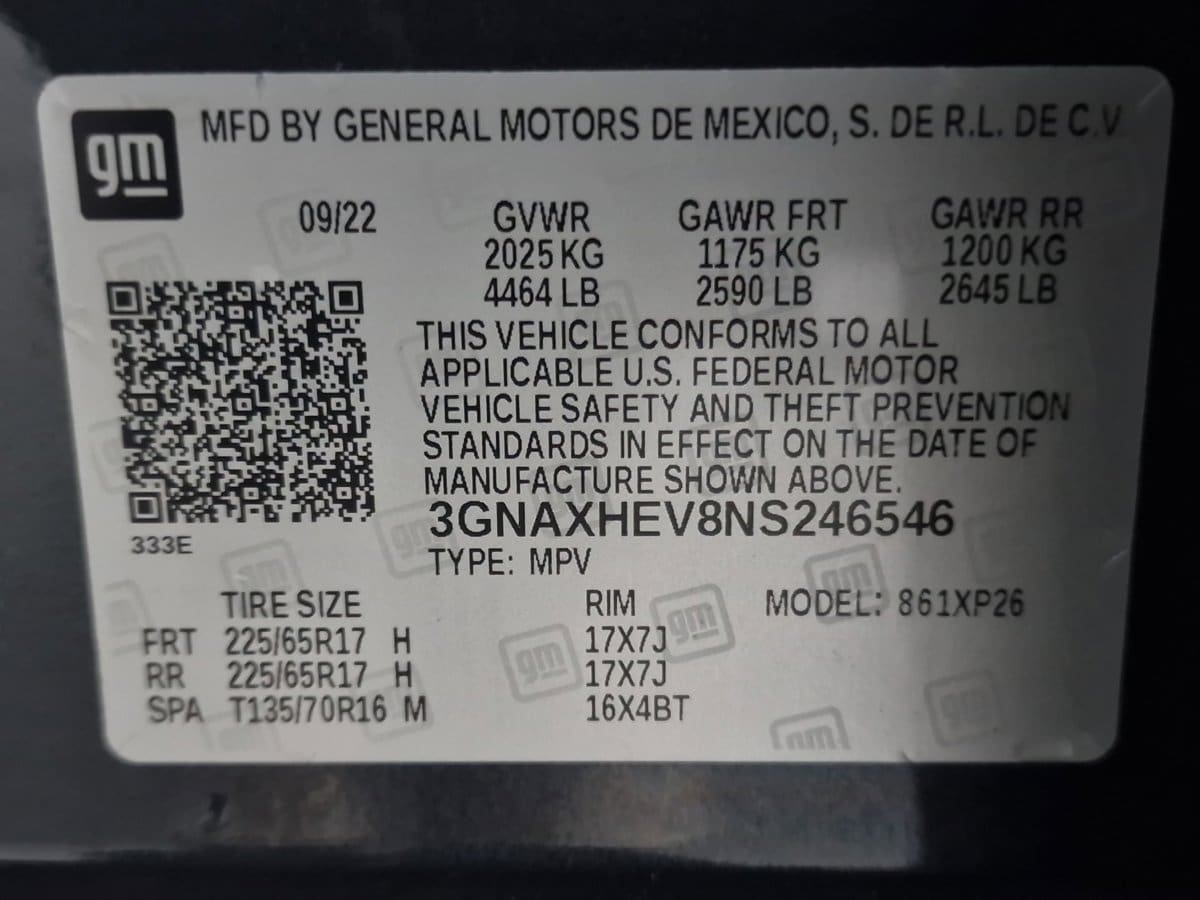 gm MFD BY GENERAL MOTORS DE MEXICO, S. DE R.L. DE C.V
09/22 GVWR GAWR FRT GAWR RR
2025 KG 1175 KG 1200 KG
4464 LB 2590 LB 2645 LB
THIS VEHICLE CONFORMS TO ALL
APPLICABLE U.S. FEDERAL MOTOR
VEHICLE SAFETY AND THEFT PREVENTION
STANDARDS IN EFFECT ON THE DATE OF
MANUFACTURE SHOWN ABOVE.
3GNAXHEV8NS246546
333E
TYPE: MPV
TIRE SIZE RIM MODEL: 861XP26
FRT 225/65R17 H 17X7J
RR 225/65R17 H 17X7J
SPA T135/70R16 M 16X4BT